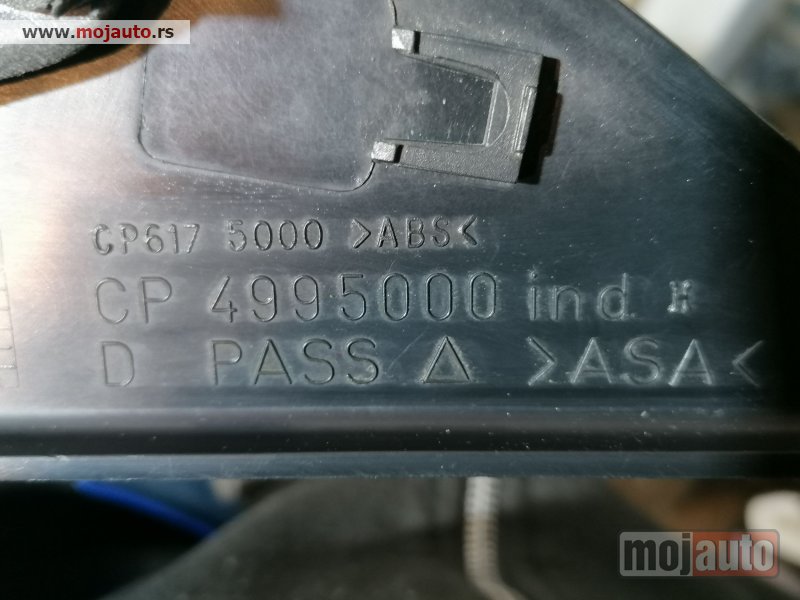 www.mojauto.rs
CP617 5000 >ABS<
CP 4995000 ind. H
D PASS △ >ASA<
mojauto